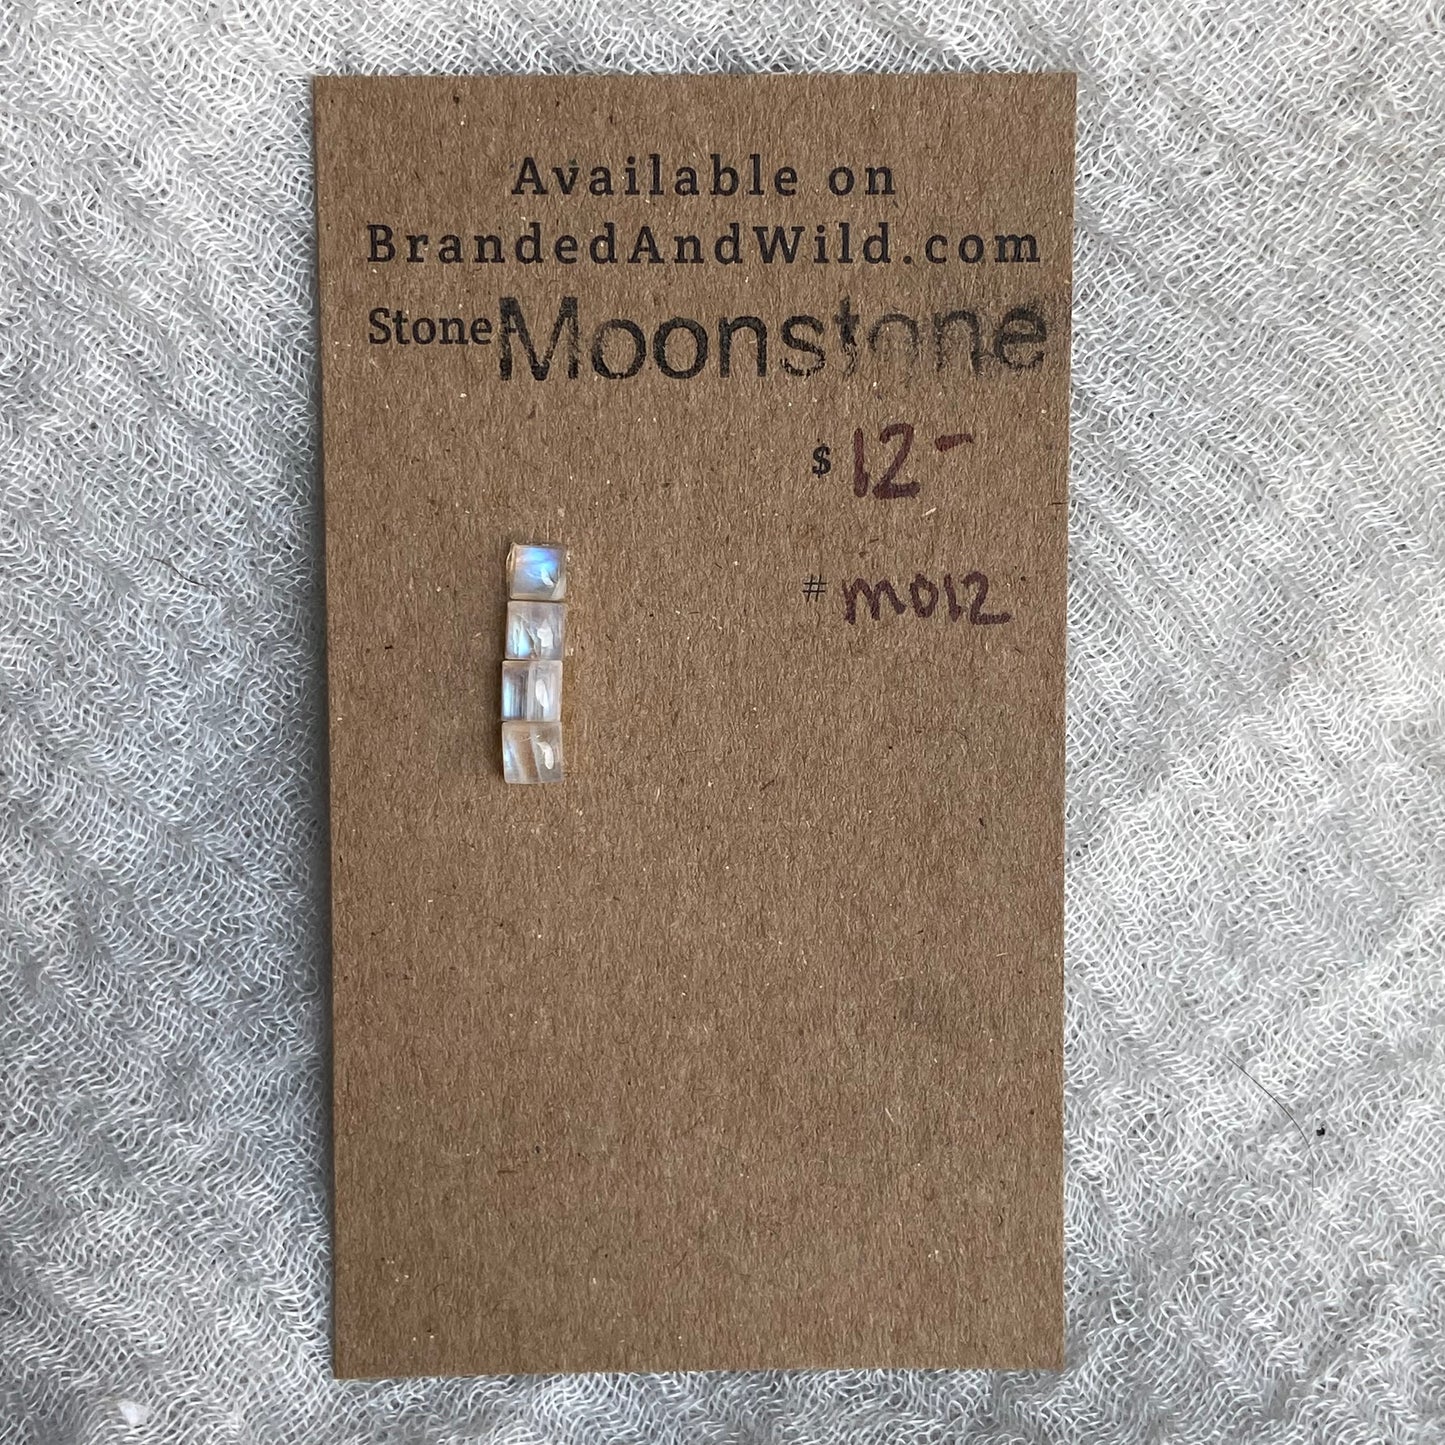 Available on
BrandedAndWild.com
Stone: Moonstone
$ 12-
# M012